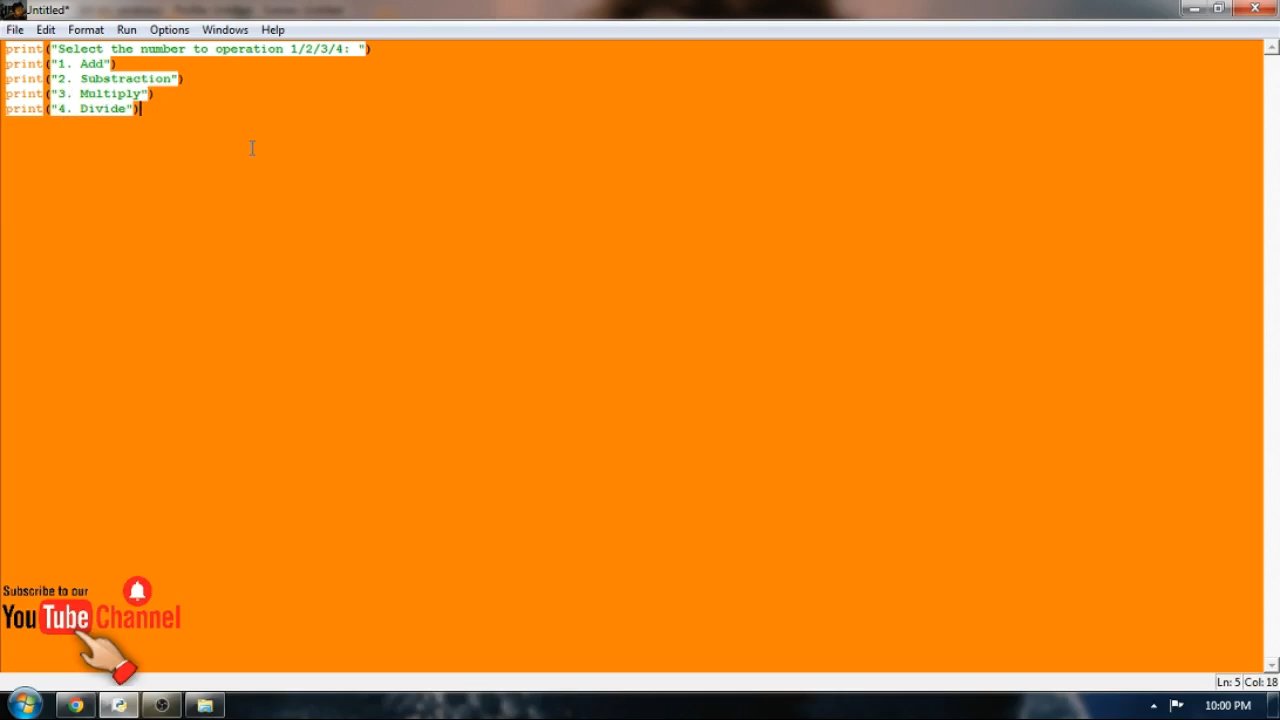 Untitled*
File Edit Format Run Options Windows Help
print("Select the number to operation 1/2/3/4: ")
print("1. Add")
print("2. Substraction")
print("3. Multiply")
print("4. Divide")
Subscribe to our
YouTube Channel
Ln: 5 Col: 18
10:00 PM